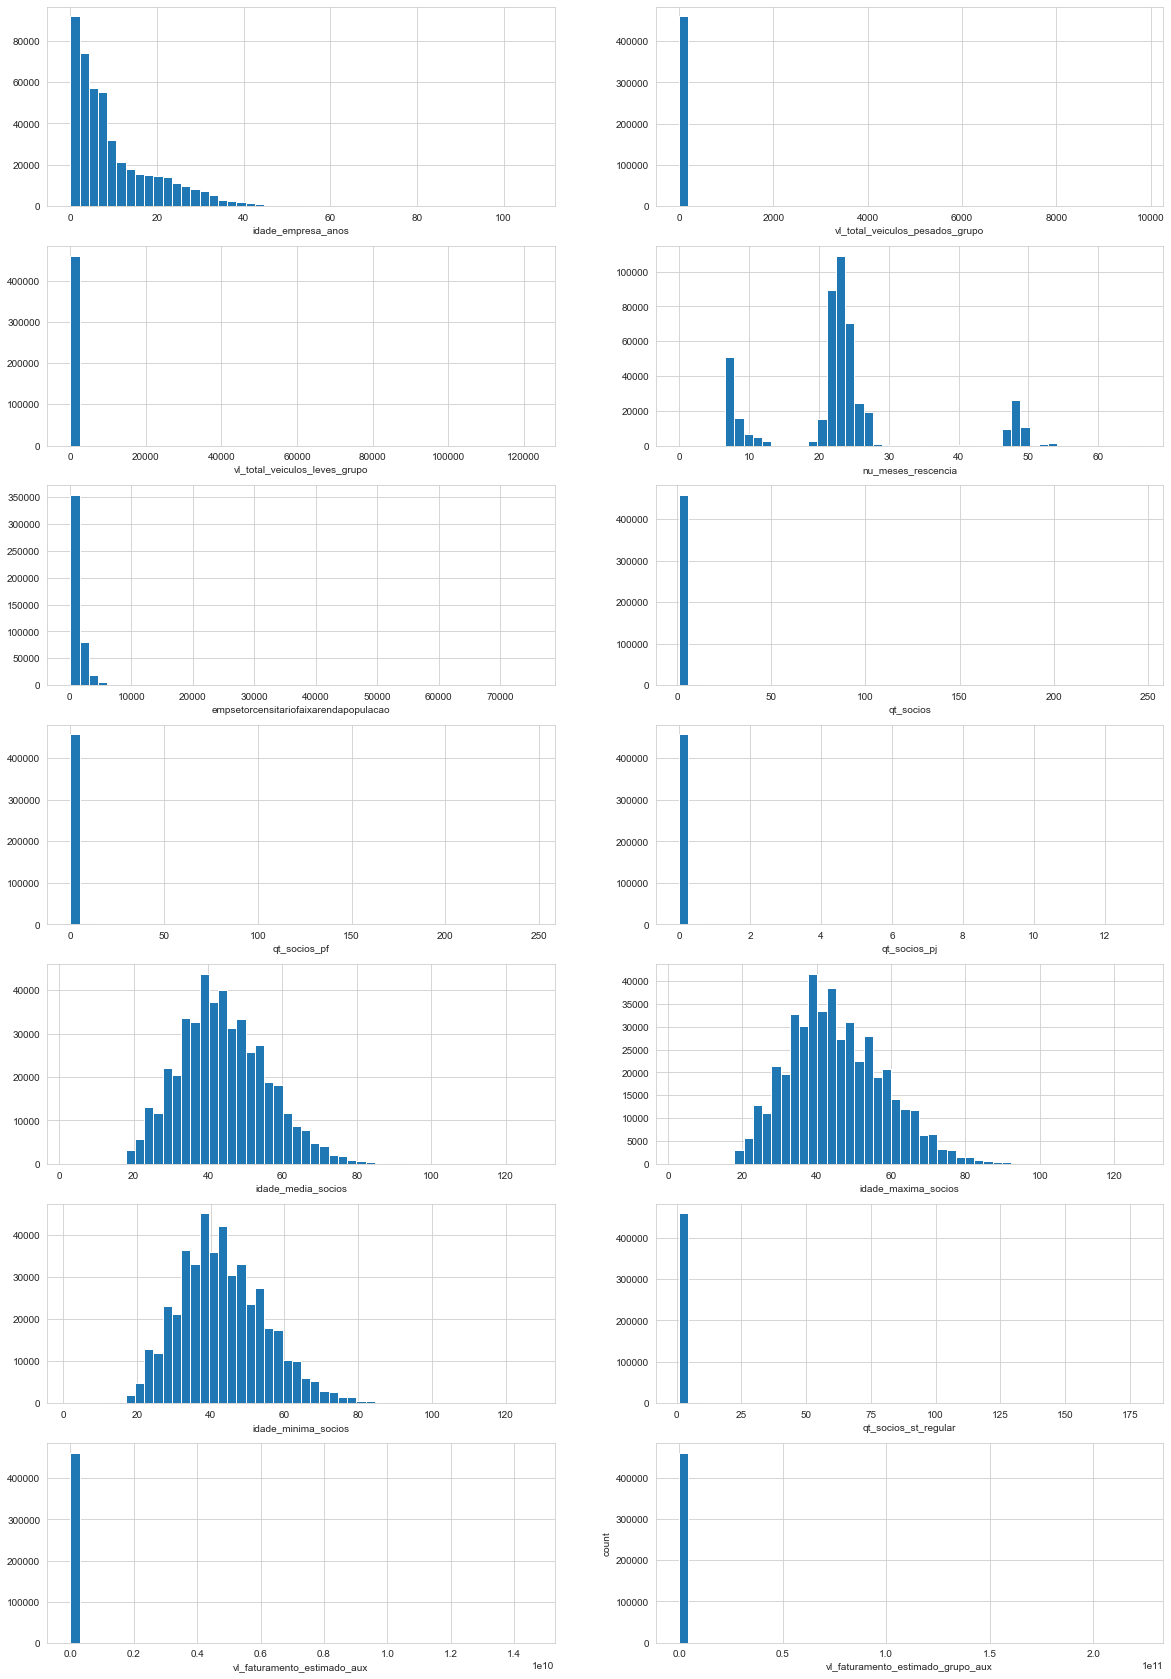 80000
60000
40000
20000
0
0 20 40 60 80 100
idade_empresa_anos
400000
300000
200000
100000
0
0 2000 4000 6000 8000 10000
vl_total_veiculos_pesados_grupo
400000
300000
200000
100000
0
0 20000 40000 60000 80000 100000 120000
vl_total_veiculos_leves_grupo
100000
80000
60000
40000
20000
0
0 10 20 30 40 50 60
nu_meses_rescencia
350000
300000
250000
200000
150000
100000
50000
0
0 10000 20000 30000 40000 50000 60000 70000
empsetorcensitariofaixarendapopulacao
400000
300000
200000
100000
0
0 50 100 150 200 250
qt_socios
400000
300000
200000
100000
0
0 50 100 150 200 250
qt_socios_pf
400000
300000
200000
100000
0
0 2 4 6 8 10 12
qt_socios_pj
40000
30000
20000
10000
0
0 20 40 60 80 100 120
idade_media_socios
40000
35000
30000
25000
20000
15000
10000
5000
0
0 20 40 60 80 100 120
idade_maxima_socios
40000
30000
20000
10000
0
0 20 40 60 80 100 120
idade_minima_socios
400000
300000
200000
100000
0
0 25 50 75 100 125 150 175
qt_socios_st_regular
400000
300000
200000
100000
0
0.0 0.2 0.4 0.6 0.8 1.0 1.2 1.4
vl_faturamento_estimado_aux
1e10
count
400000
300000
200000
100000
0
0.0 0.5 1.0 1.5 2.0
vl_faturamento_estimado_grupo_aux
1e11